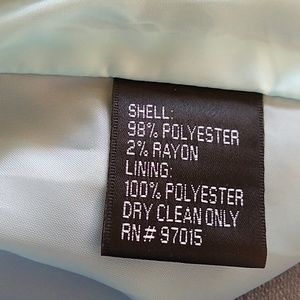 SHELL:
98% POLYESTER
2% RAYON
LINING:
100% POLYESTER
DRY CLEAN ONLY
RN# 97015